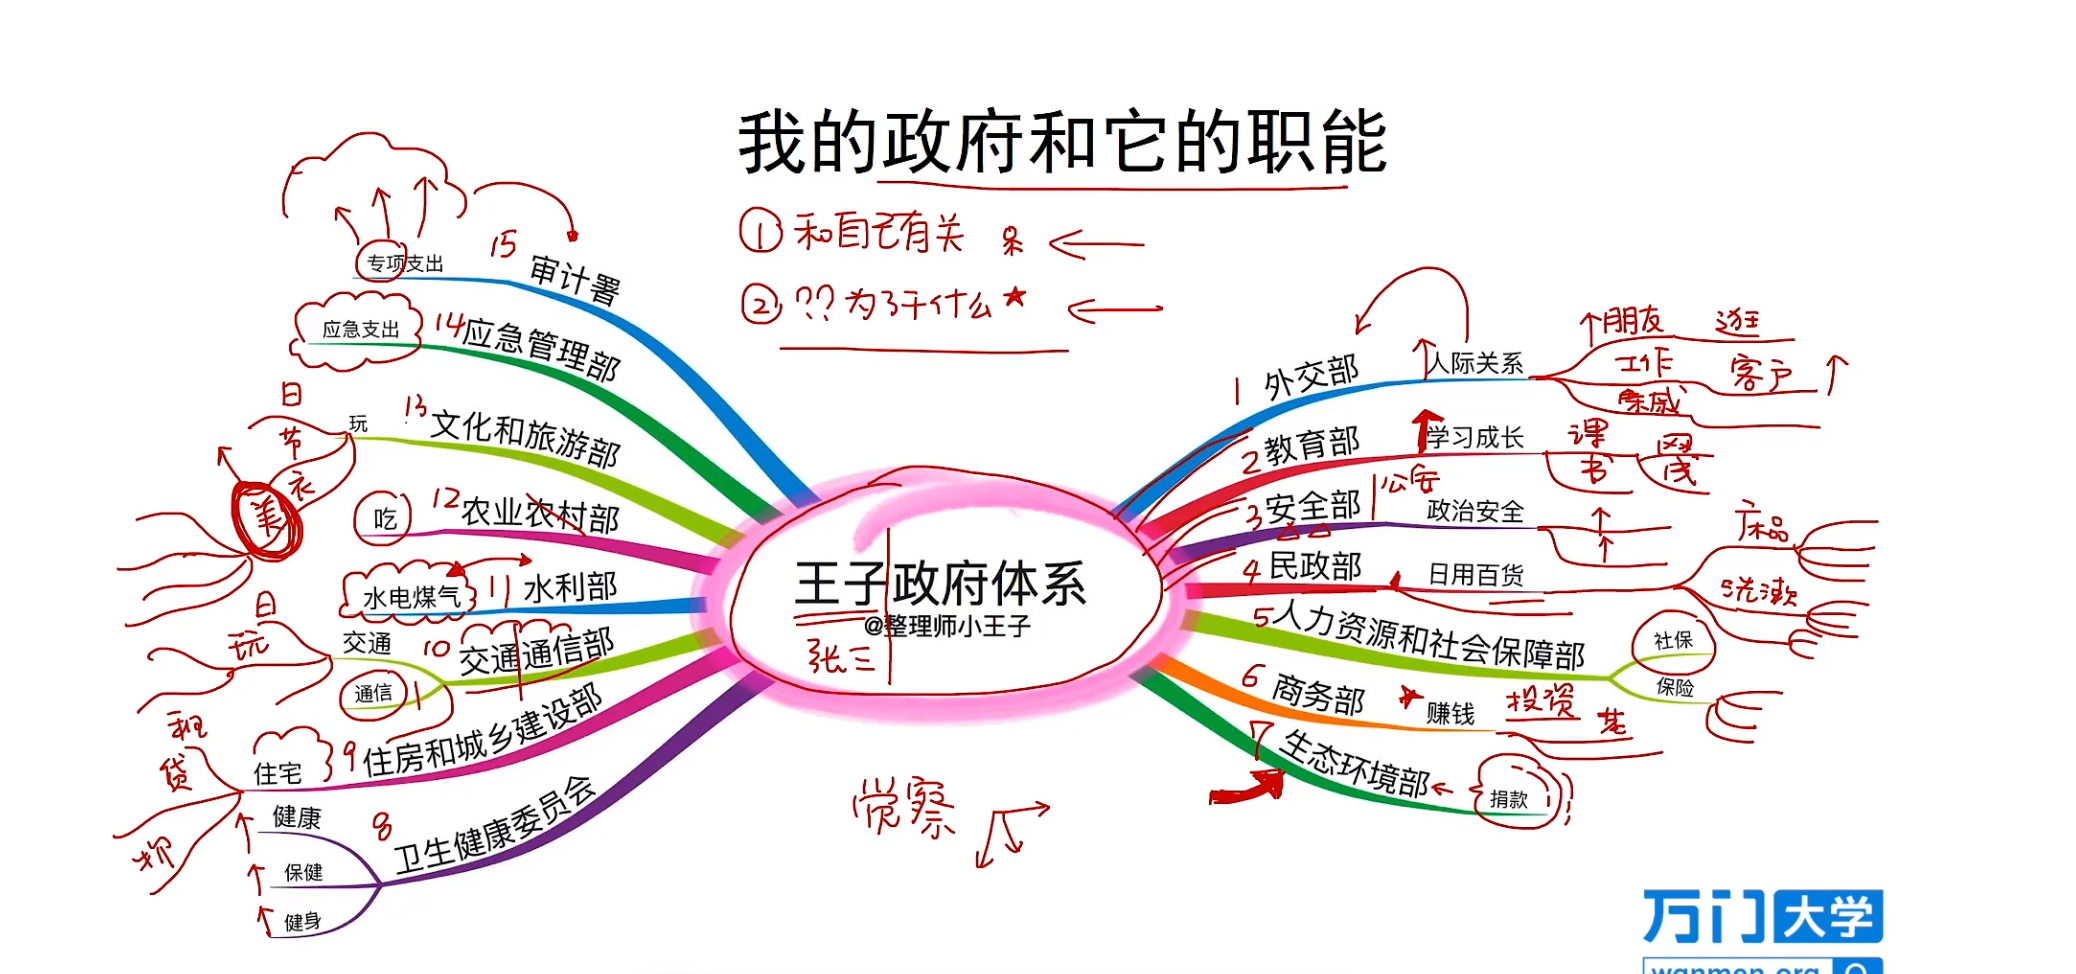 我的政府和它的职能
① 和自己有关
② ??为了干什么
王子政府体系
@整理师小王子
张三
1 外交部
人际关系
朋友 逛
工作 客户
亲戚
2 教育部
学习成长
课 网
书 浅
3 安全部
公安
政治安全
4 民政部
日用百货
床品
洗漱
5 人力资源和社会保障部
社保
保险
6 商务部
赚钱
投资
基
7 生态环境部
捐款
8 卫生健康委员会
健康
保健
健身
9 住房和城乡建设部
住宅
租
贷
物
10 交通通信部
交通
通信
日
玩
11 水利部
水电煤气
12 农业农村部
吃
13 文化和旅游部
玩
日
节
衣
美
14 应急管理部
应急支出
15 审计署
专项支出
觉察
万门大学
wanmen.org